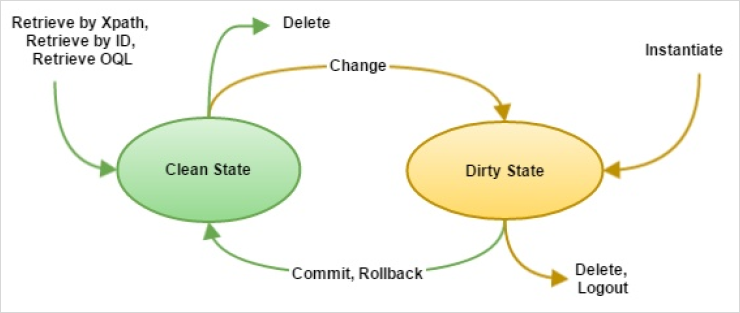 Retrieve by Xpath,
Retrieve by ID,
Retrieve OQL
Delete
Change
Instantiate
Clean State
Dirty State
Commit, Rollback
Delete,
Logout